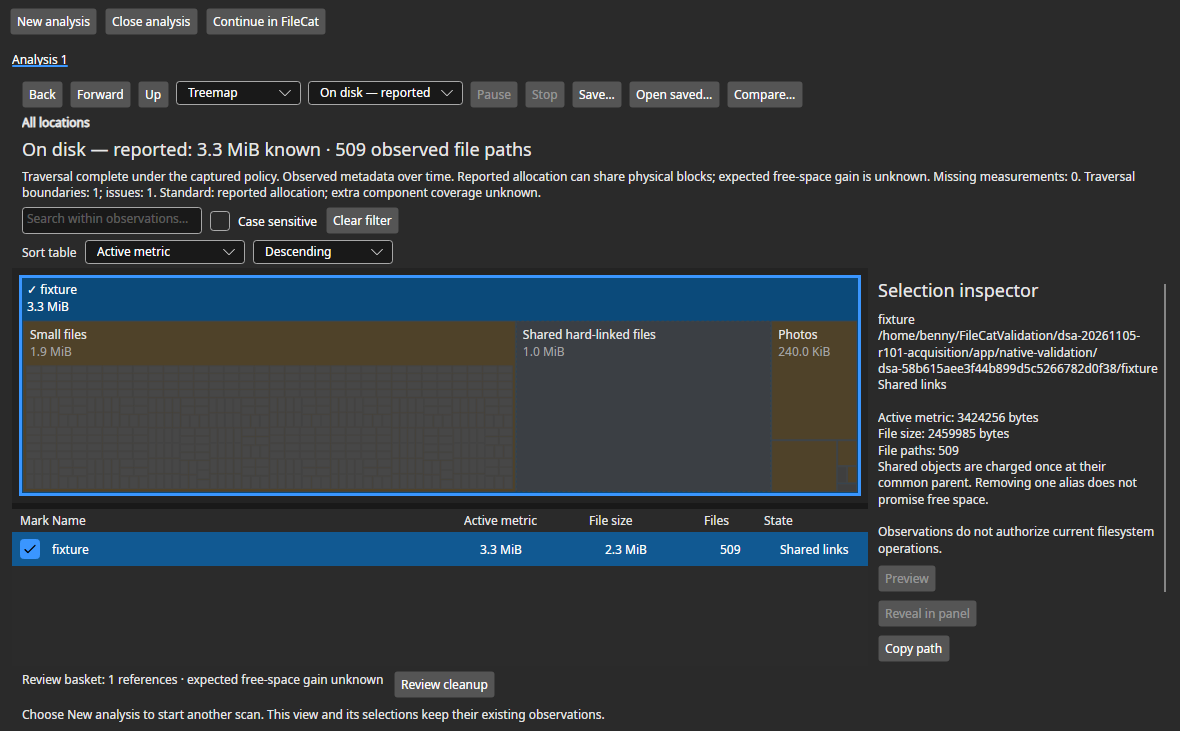 New analysis Close analysis Continue in FileCat
Analysis 1
Back Forward Up Treemap On disk — reported Pause Stop Save... Open saved... Compare...
All locations
On disk — reported: 3.3 MiB known · 509 observed file paths
Traversal complete under the captured policy. Observed metadata over time. Reported allocation can share physical blocks; expected free-space gain is unknown. Missing measurements: 0. Traversal
boundaries: 1; issues: 1. Standard: reported allocation; extra component coverage unknown.
Search within observations... Case sensitive Clear filter
Sort table Active metric Descending
✓ fixture
3.3 MiB
Small files
1.9 MiB
Shared hard-linked files
1.0 MiB
Photos
240.0 KiB
Selection inspector
fixture
/home/benny/FileCatValidation/dsa-20261105-
r101-acquisition/app/native-validation/
dsa-58b615aee3f44b899d5c5266782d0f38/fixture
Shared links
Active metric: 3424256 bytes
File size: 2459985 bytes
File paths: 509
Shared objects are charged once at their
common parent. Removing one alias does not
promise free space.
Observations do not authorize current filesystem
operations.
Preview
Reveal in panel
Copy path
Mark Name Active metric File size Files State
fixture 3.3 MiB 2.3 MiB 509 Shared links
Review basket: 1 references · expected free-space gain unknown Review cleanup
Choose New analysis to start another scan. This view and its selections keep their existing observations.